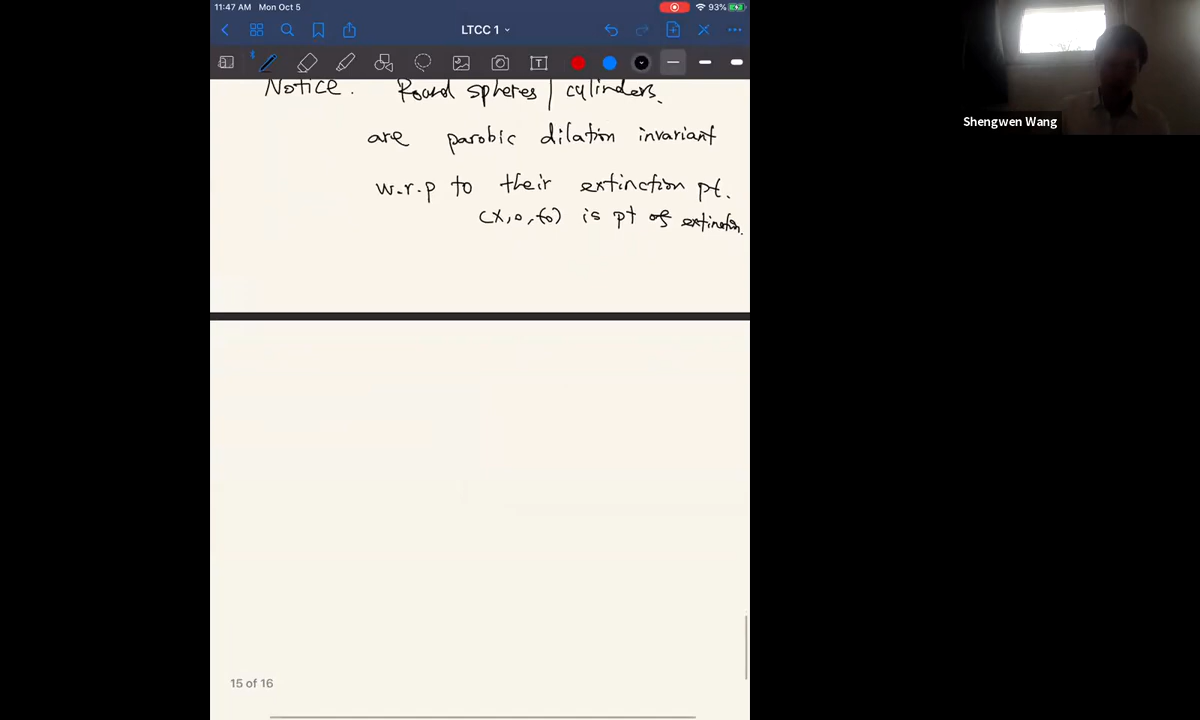 11:47 AM Mon Oct 5
93%
LTCC 1
T
Notice. Round spheres / cylinders.
are parobic dilation invariant
w.r.p to their extinction pt.
(x,0,t0) is pt of extinction.
Shengwen Wang
15 of 16